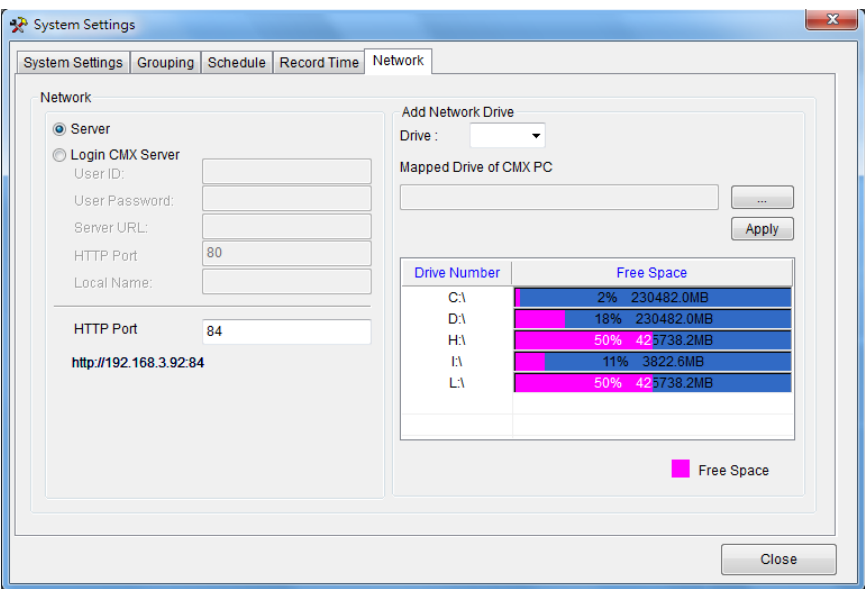 System Settings
System Settings Grouping Schedule Record Time Network
Network
Server
Login CMX Server
User ID:
User Password:
Server URL:
HTTP Port 80
Local Name:
HTTP Port 84
http://192.168.3.92:84
Add Network Drive
Drive :
Mapped Drive of CMX PC
...
Apply
Drive Number Free Space
C:\ 2% 230482.0MB
D:\ 18% 230482.0MB
H:\ 50% 425738.2MB
I:\ 11% 3822.6MB
L:\ 50% 425738.2MB
Free Space
Close